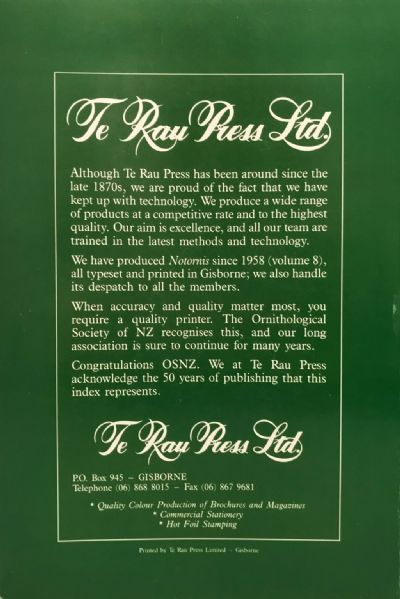 Te Rau Press Ltd.
Although Te Rau Press has been around since the
late 1870s, we are proud of the fact that we have
kept up with technology. We produce a wide range
of products at a competitive rate and to the highest
quality. Our aim is excellence, and all our team are
trained in the latest methods and technology.
We have produced Notornis since 1958 (volume 8),
all typeset and printed in Gisborne; we also handle
its despatch to all the members.
When accuracy and quality matter most, you
require a quality printer. The Ornithological
Society of NZ recognises this, and our long
association is sure to continue for many years.
Congratulations OSNZ. We at Te Rau Press
acknowledge the 50 years of publishing that this
index represents.
Te Rau Press Ltd.
P.O. Box 945 – GISBORNE
Telephone (06) 868 8015 – Fax (06) 867 9681
* Quality Colour Production of Brochures and Magazines
* Commercial Stationery
* Hot Foil Stamping
Printed by Te Rau Press Limited – Gisborne